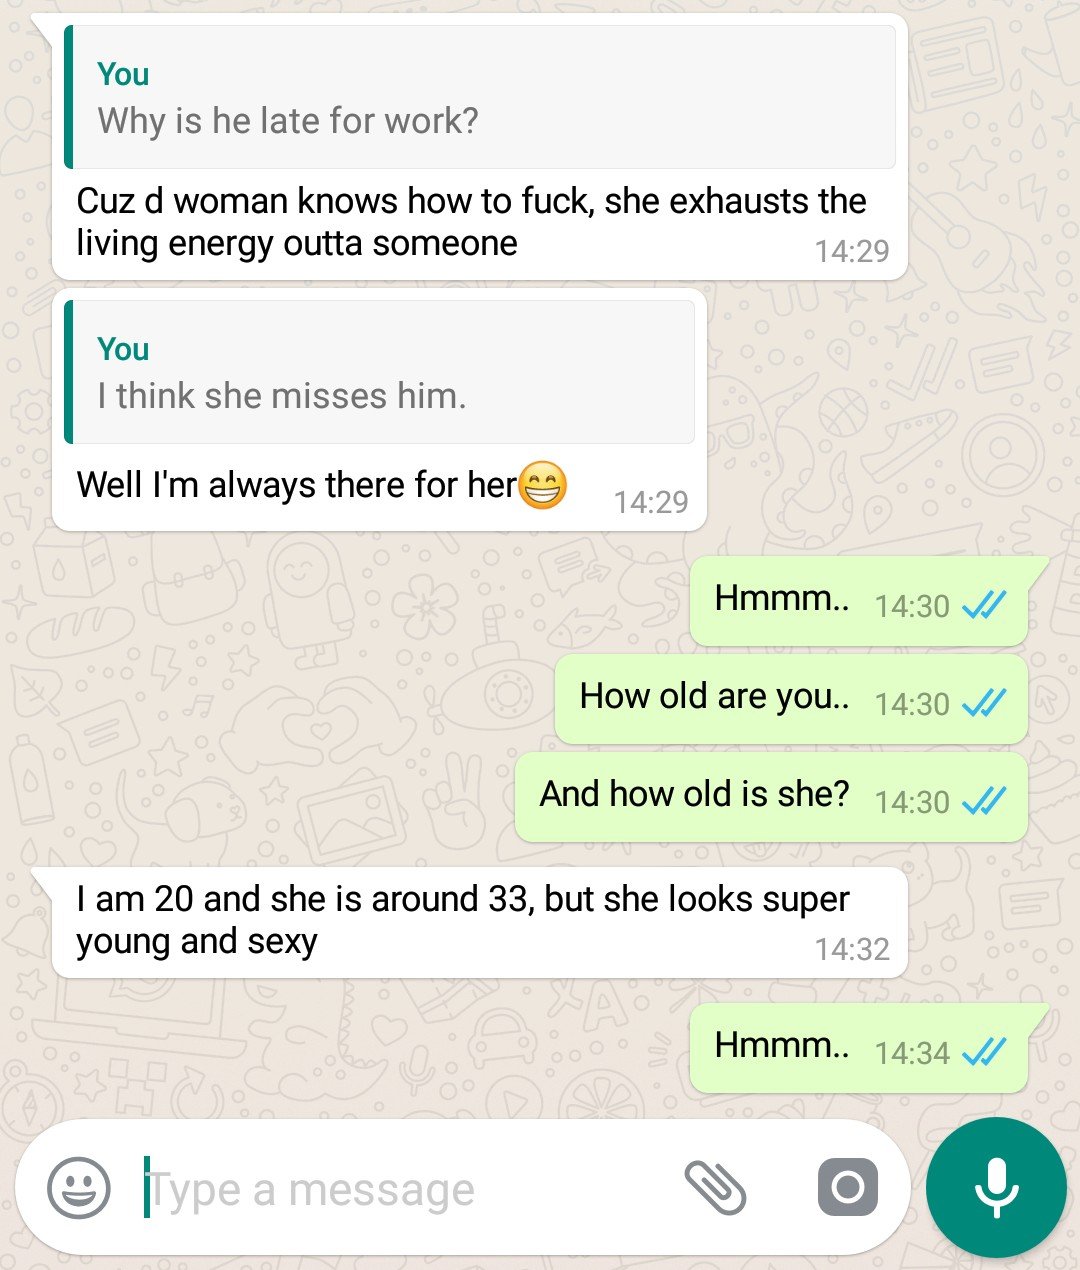 You
Why is he late for work?
Cuz d woman knows how to fuck, she exhausts the
living energy outta someone
14:29
You
I think she misses him.
Well I'm always there for her😁
14:29
Hmmm.. 14:30
How old are you.. 14:30
And how old is she? 14:30
I am 20 and she is around 33, but she looks super
young and sexy
14:32
Hmmm.. 14:34
Type a message